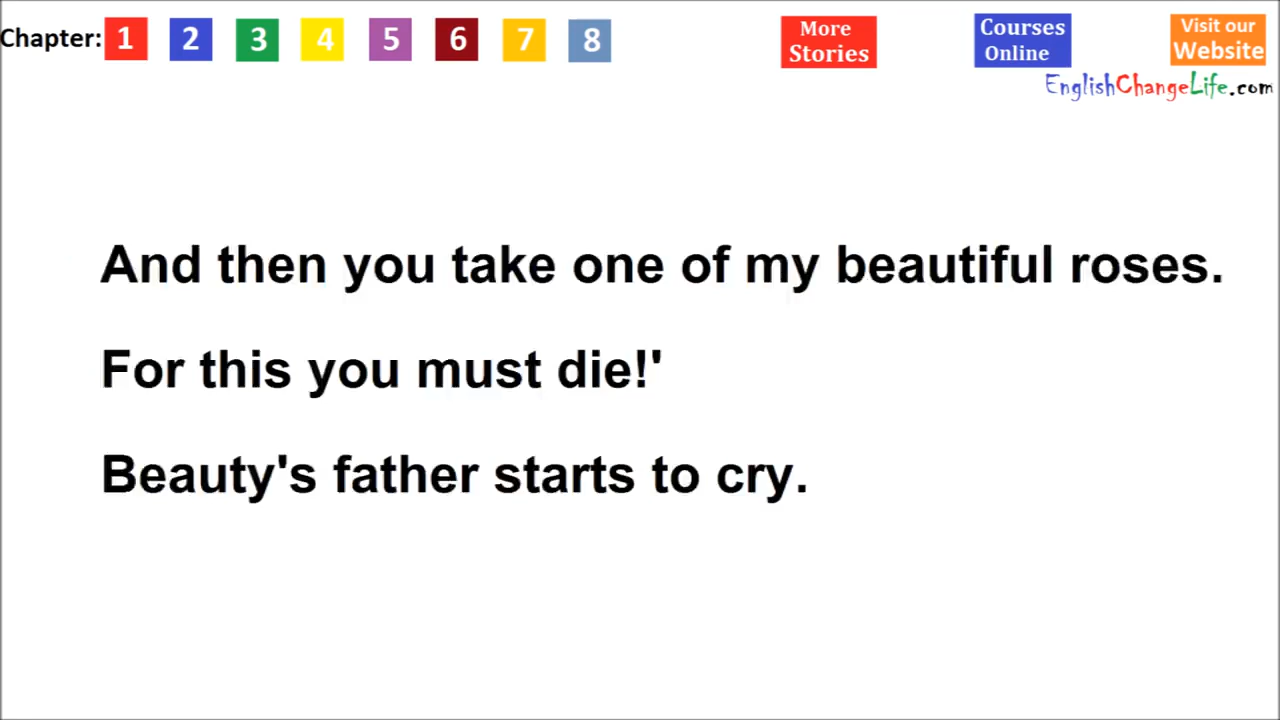 Chapter: 1 2 3 4 5 6 7 8
More
Stories
Courses
Online
Visit our
Website
EnglishChangeLife.com
And then you take one of my beautiful roses.
For this you must die!'
Beauty's father starts to cry.